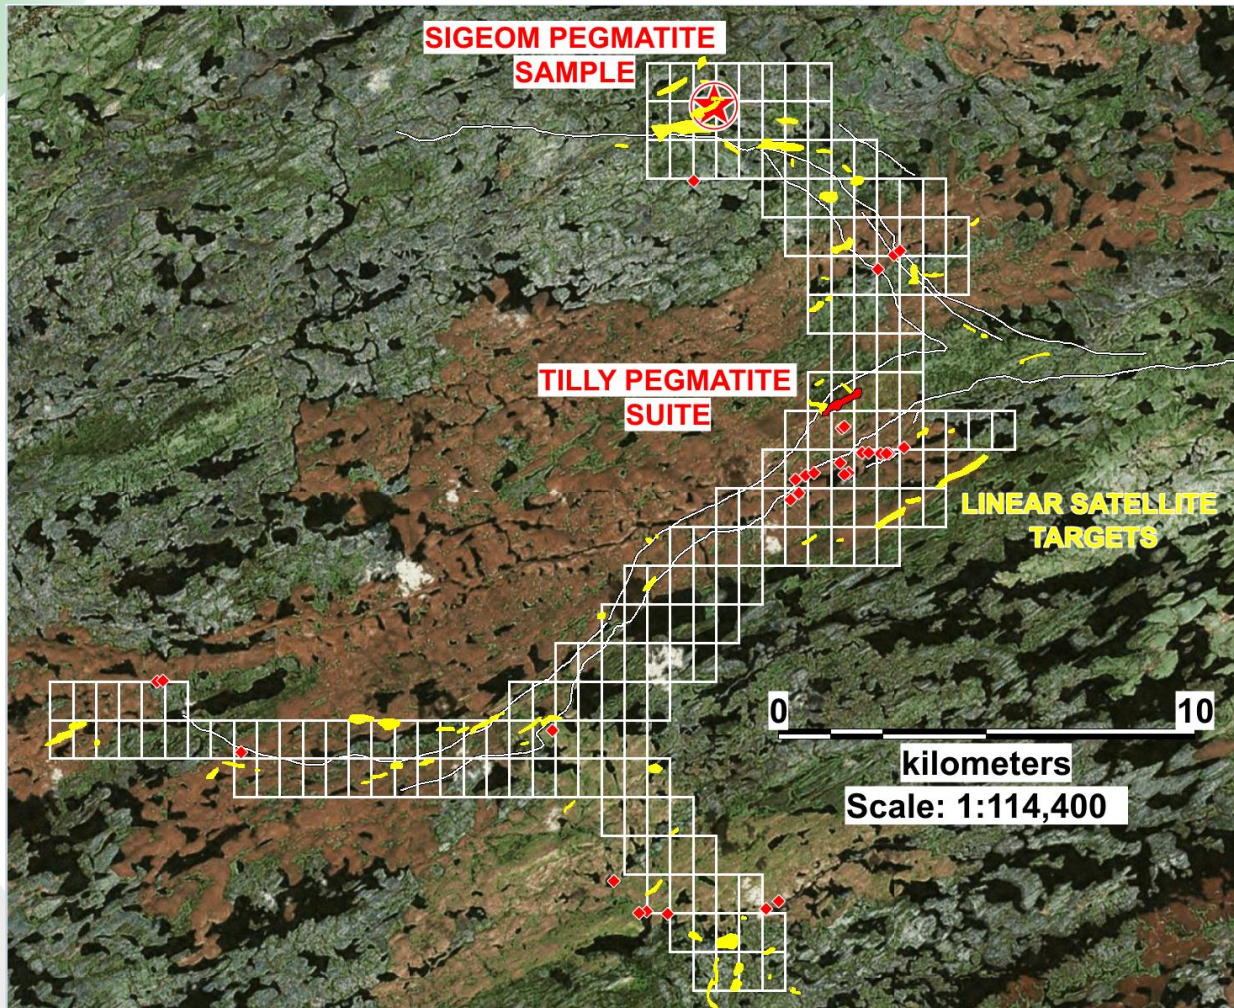 SIGEOM PEGMATITE
SAMPLE
TILLY PEGMATITE
SUITE
LINEAR SATELLITE
TARGETS
0 10
kilometers
Scale: 1:114,400